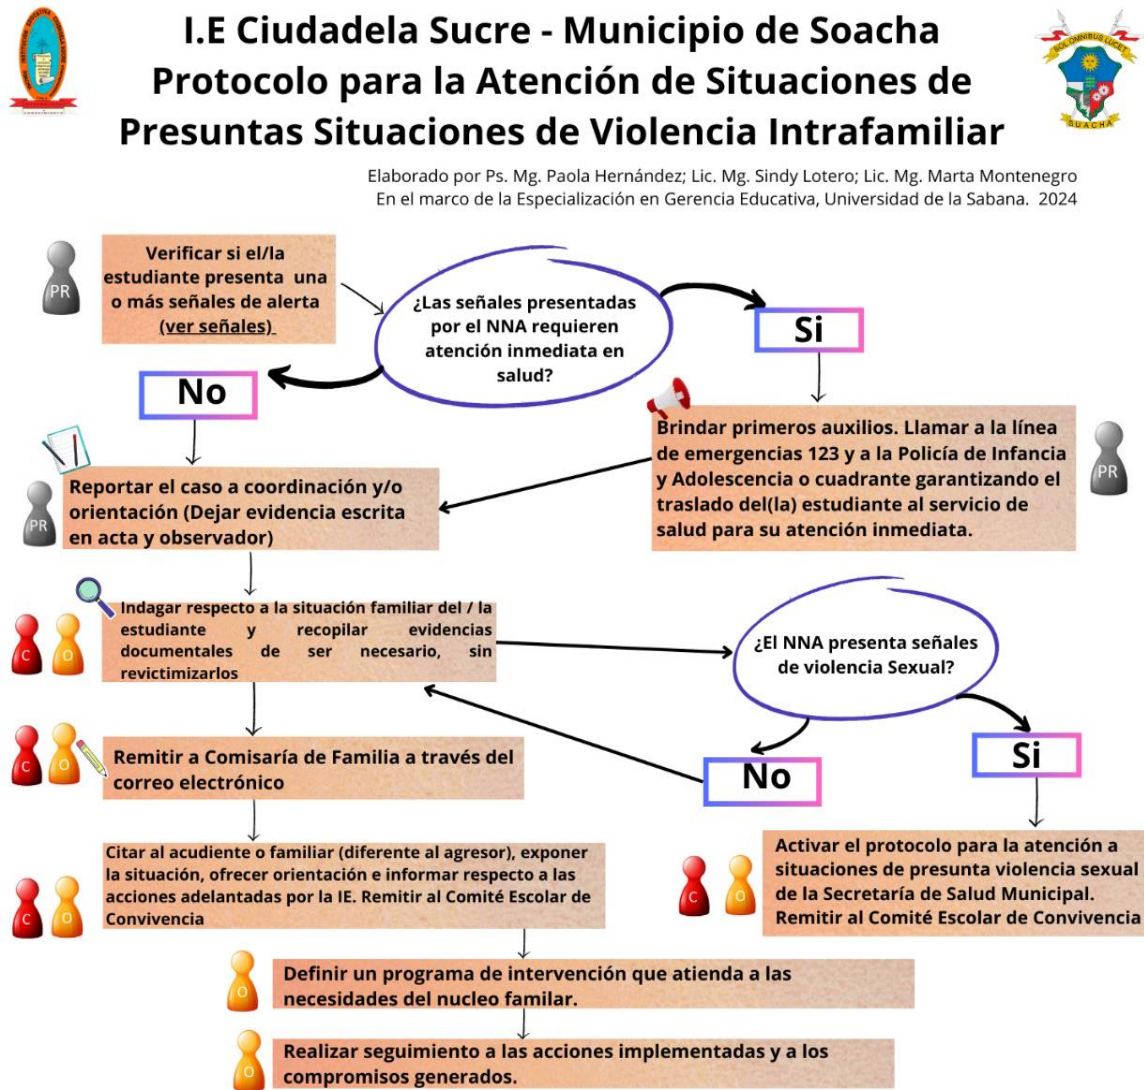 I.E Ciudadela Sucre - Municipio de Soacha
Protocolo para la Atención de Situaciones de
Presuntas Situaciones de Violencia Intrafamiliar
SOL OMNIBUS LUCET
SUACHA
Elaborado por Ps. Mg. Paola Hernández; Lic. Mg. Sindy Lotero; Lic. Mg. Marta Montenegro
En el marco de la Especialización en Gerencia Educativa, Universidad de la Sabana. 2024
PR
Verificar si el/la
estudiante presenta una
o más señales de alerta
(ver señales)
¿Las señales presentadas
por el NNA requieren
atención inmediata en
salud?
Si
No
Brindar primeros auxilios. Llamar a la línea
de emergencias 123 y a la Policía de Infancia
y Adolescencia o cuadrante garantizando el
traslado del(la) estudiante al servicio de
salud para su atención inmediata.
PR
PR
Reportar el caso a coordinación y/o
orientación (Dejar evidencia escrita
en acta y observador)
C
O
Indagar respecto a la situación familiar del / la
estudiante y recopilar evidencias
documentales de ser necesario, sin
revictimizarlos
¿El NNA presenta señales
de violencia Sexual?
No
Si
C
O
Remitir a Comisaría de Familia a través del
correo electrónico
C
O
Citar al acudiente o familiar (diferente al agresor), exponer
la situación, ofrecer orientación e informar respecto a las
acciones adelantadas por la IE. Remitir al Comité Escolar de
Convivencia
C
O
Activar el protocolo para la atención a
situaciones de presunta violencia sexual
de la Secretaría de Salud Municipal.
Remitir al Comité Escolar de Convivencia
O
Definir un programa de intervención que atienda a las
necesidades del nucleo familar.
O
Realizar seguimiento a las acciones implementadas y a los
compromisos generados.